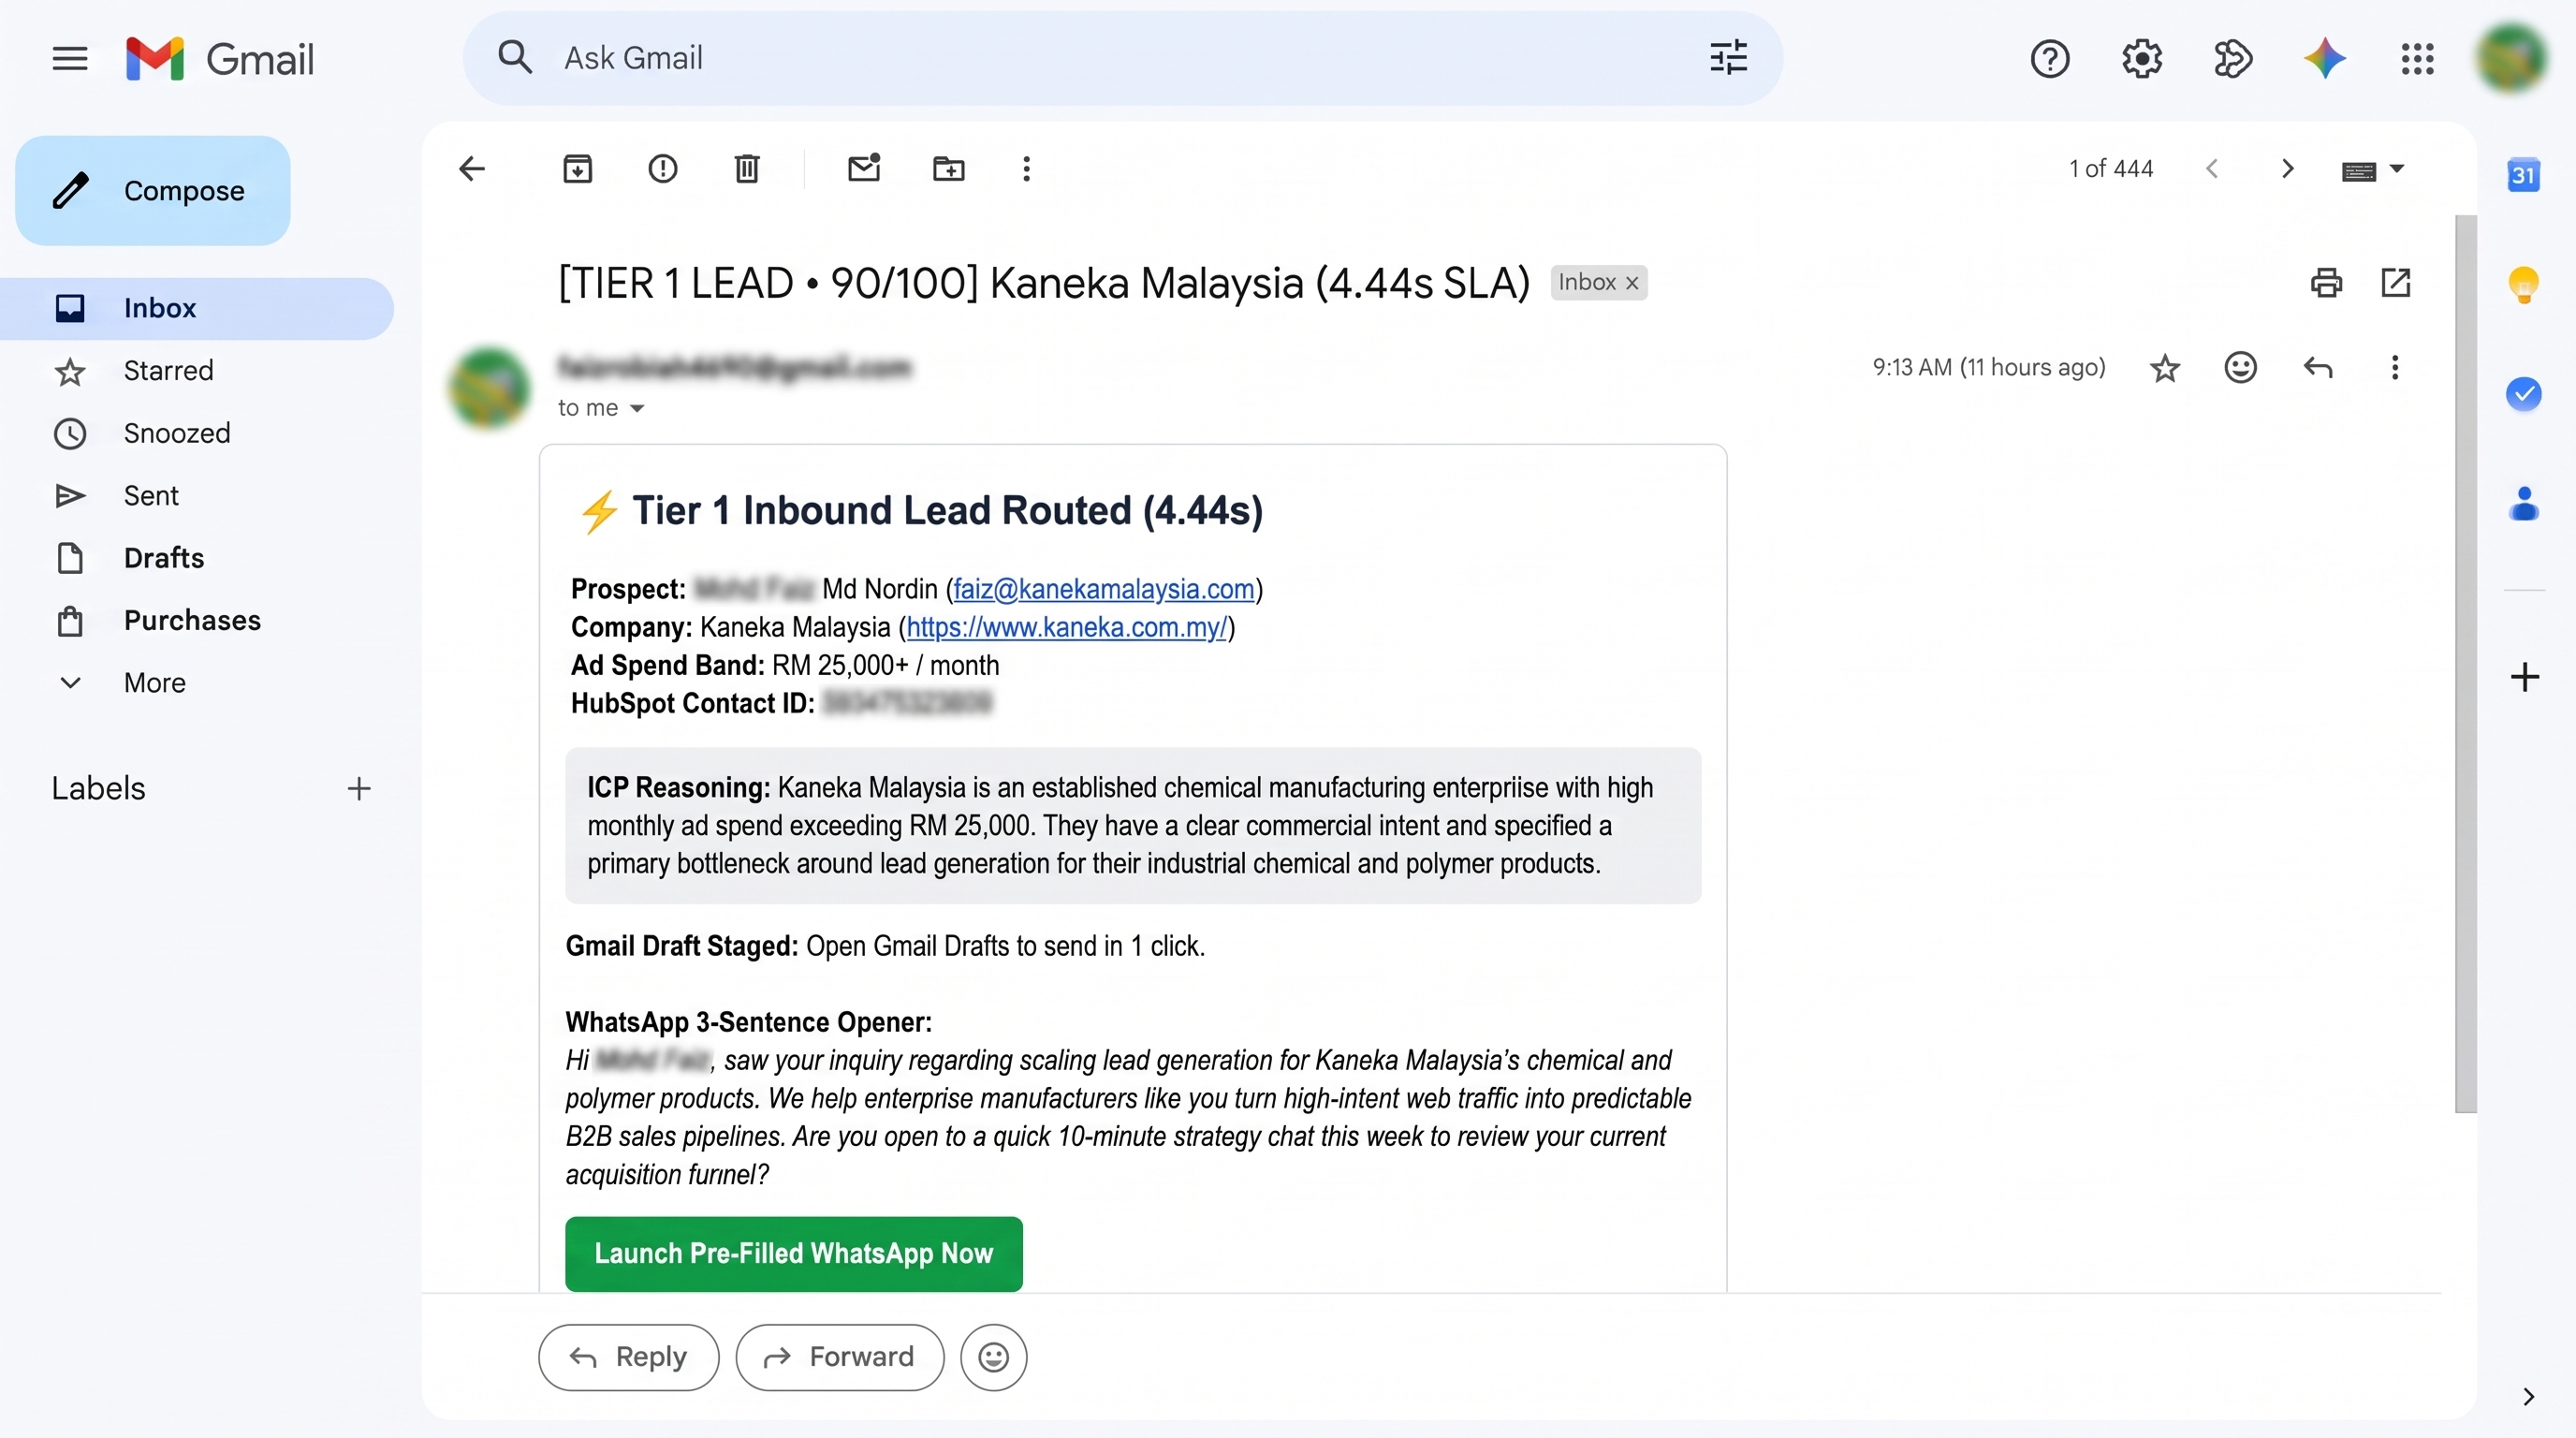 Gmail
Ask Gmail
Compose
1 of 444
31
[TIER 1 LEAD • 90/100] Kaneka Malaysia (4.44s SLA)
Inbox x
Inbox
Starred
Snoozed
Sent
Drafts
Purchases
More
Labels
9:13 AM (11 hours ago)
to me
⚡ Tier 1 Inbound Lead Routed (4.44s)
Prospect: Md Nordin (faiz@kanekamalaysia.com)
Company: Kaneka Malaysia (https://www.kaneka.com.my/)
Ad Spend Band: RM 25,000+ / month
HubSpot Contact ID:
ICP Reasoning: Kaneka Malaysia is an established chemical manufacturing enterpriise with high
monthly ad spend exceeding RM 25,000. They have a clear commercial intent and specified a
primary bottleneck around lead generation for their industrial chemical and polymer products.
Gmail Draft Staged: Open Gmail Drafts to send in 1 click.
WhatsApp 3-Sentence Opener:
Hi , saw your inquiry regarding scaling lead generation for Kaneka Malaysia’s chemical and
polymer products. We help enterprise manufacturers like you turn high-intent web traffic into predictable
B2B sales pipelines. Are you open to a quick 10-minute strategy chat this week to review your current
acquisition funnel?
Launch Pre-Filled WhatsApp Now
Reply
Forward